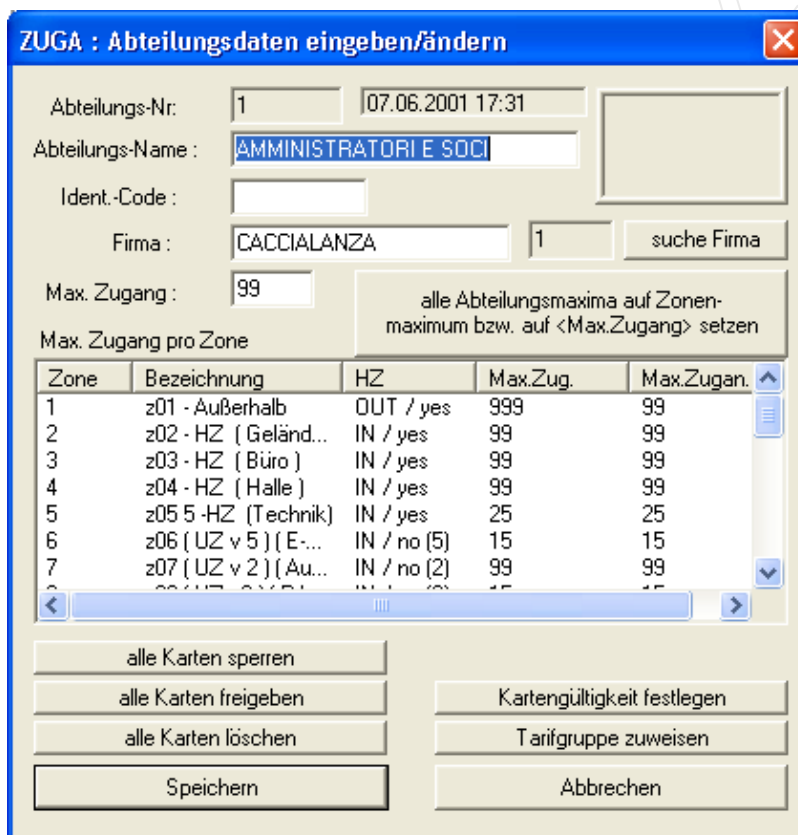 ZUGA : Abteilungsdaten eingeben/ändern
Abteilungs-Nr: 1 07.06.2001 17:31
Abteilungs-Name : AMMINISTRATORI E SOCI
Ident.-Code :
Firma : CACCIALANZA 1 suche Firma
Max. Zugang : 99
alle Abteilungsmaxima auf Zonen-
maximum bzw. auf <Max.Zugang> setzen
Max. Zugang pro Zone
Zone Bezeichnung HZ Max.Zug. Max.Zugan.
1 z01 - Außerhalb OUT / yes 999 99
2 z02 - HZ ( Geländ... IN / yes 99 99
3 z03 - HZ ( Büro ) IN / yes 99 99
4 z04 - HZ ( Halle ) IN / yes 99 99
5 z05 5 -HZ (Technik) IN / yes 25 25
6 z06 ( UZ v 5 ) ( E-... IN / no (5) 15 15
7 z07 ( UZ v 2 ) ( Au... IN / no (2) 99 99
alle Karten sperren
alle Karten freigeben Kartengültigkeit festlegen
alle Karten löschen Tarifgruppe zuweisen
Speichern Abbrechen